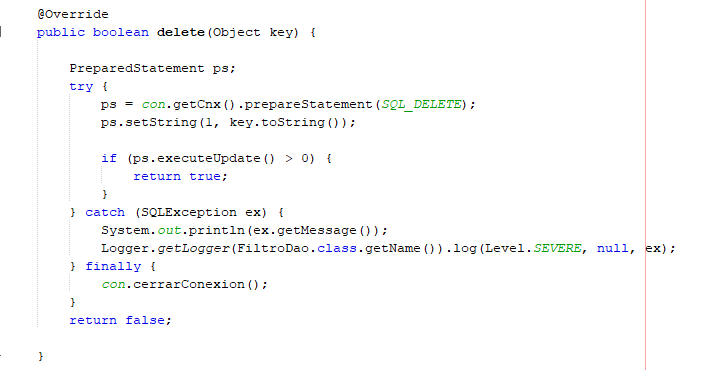 @Override
public boolean delete(Object key) {
PreparedStatement ps;
try {
ps = con.getCnx().prepareStatement(SQL_DELETE);
ps.setString(1, key.toString());
if (ps.executeUpdate() > 0) {
return true;
}
} catch (SQLException ex) {
System.out.println(ex.getMessage());
Logger.getLogger(FiltroDao.class.getName()).log(Level.SEVERE, null, ex);
} finally {
con.cerrarConexion();
}
return false;
}